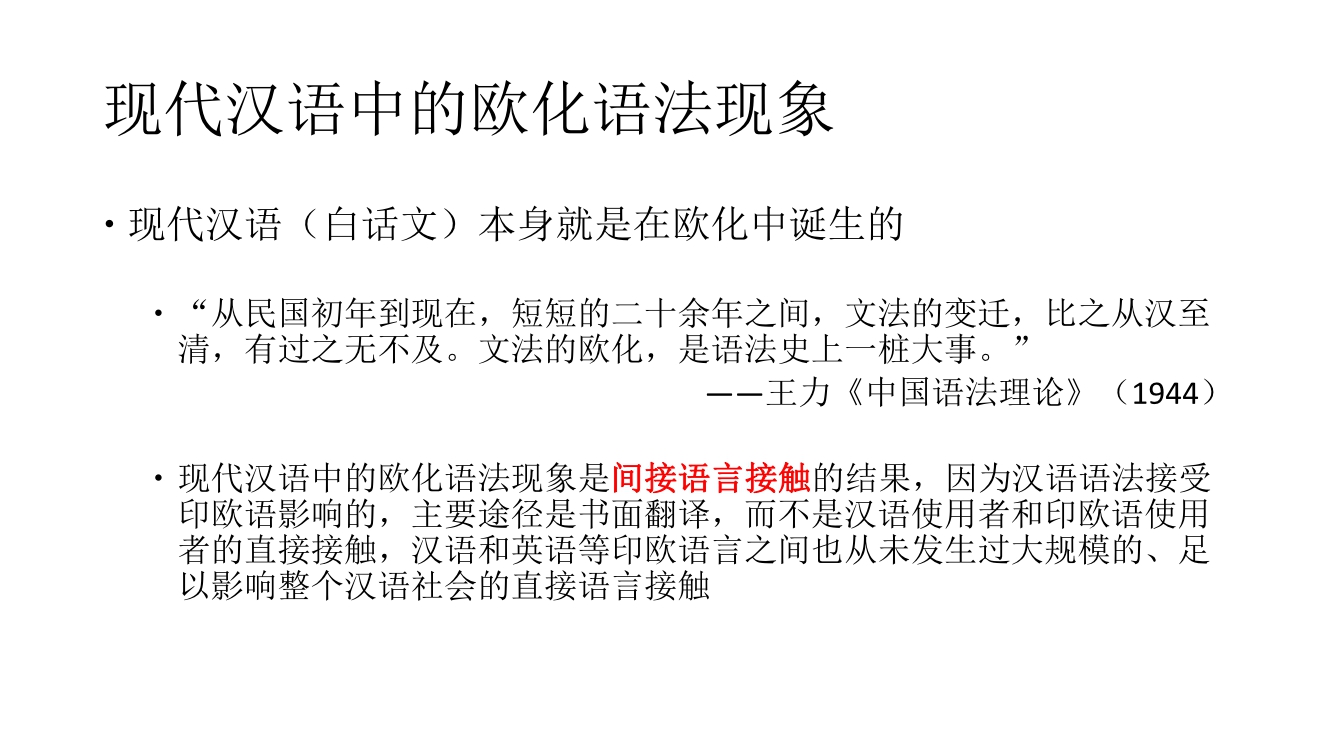 现代汉语中的欧化语法现象
• 现代汉语（白话文）本身就是在欧化中诞生的
• “从民国初年到现在，短短的二十余年之间，文法的变迁，比之从汉至
清，有过之无不及。文法的欧化，是语法史上一桩大事。”
——王力《中国语法理论》（1944）
• 现代汉语中的欧化语法现象是间接语言接触的结果，因为汉语语法接受
印欧语影响的，主要途径是书面翻译，而不是汉语使用者和印欧语使用
者的直接接触，汉语和英语等印欧语言之间也从未发生过大规模的、足
以影响整个汉语社会的直接语言接触